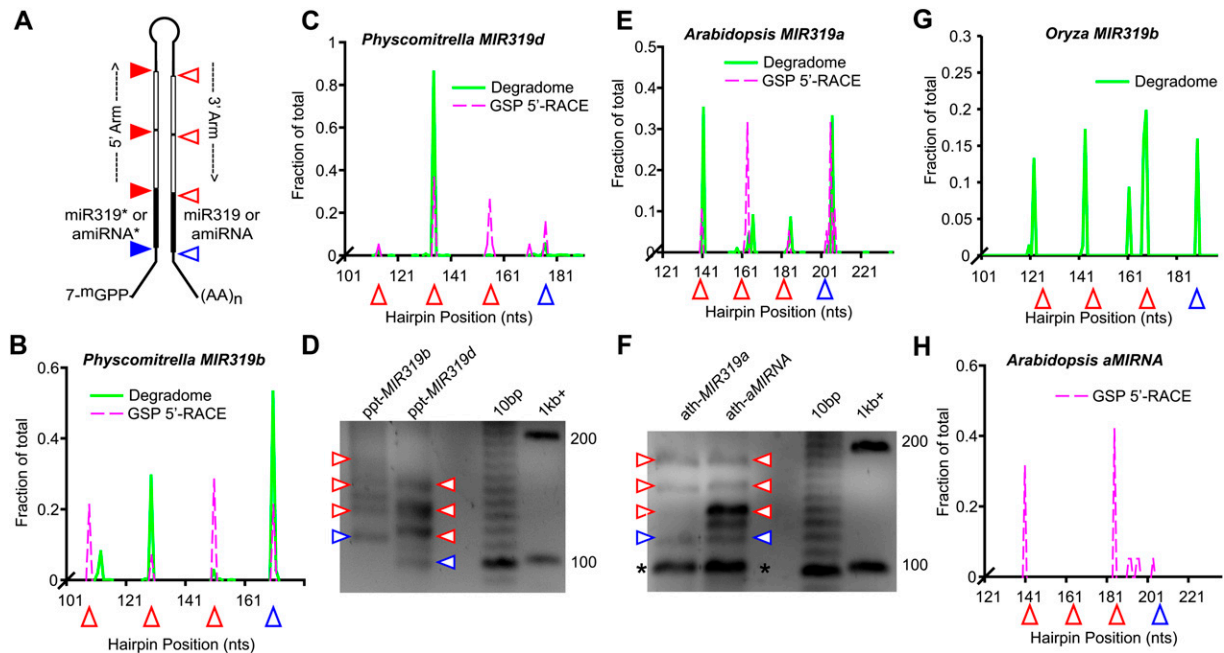 A
5' Arm ----->
3' Arm ----->
miR319* or
amiRNA*
miR319 or
amiRNA
7-mGPP
(AA)n
B
Physcomitrella MIR319b
Degradome
GSP 5'-RACE
Fraction of total
0.6
0.4
0.2
0
101 121 141 161 181
Hairpin Position (nts)
C
Physcomitrella MIR319d
Degradome
GSP 5'-RACE
Fraction of total
1
0.8
0.6
0.4
0.2
0
101 121 141 161 181
Hairpin Position (nts)
D
ppt-MIR319b
ppt-MIR319d
10bp
1kb+
200
100
E
Arabidopsis MIR319a
Degradome
GSP 5'-RACE
Fraction of total
0.5
0.4
0.3
0.2
0.1
0
121 141 161 181 201 221
Hairpin Position (nts)
F
ath-MIR319a
ath-aMIRNA
10bp
1kb+
200
100
* *
G
Oryza MIR319b
Degradome
Fraction of total
0.3
0.25
0.2
0.15
0.1
0.05
0
101 121 141 161 181
Hairpin Position (nts)
H
Arabidopsis aMIRNA
GSP 5'-RACE
Fraction of total
0.6
0.4
0.2
0
121 141 161 181 201 221
Hairpin Position (nts)